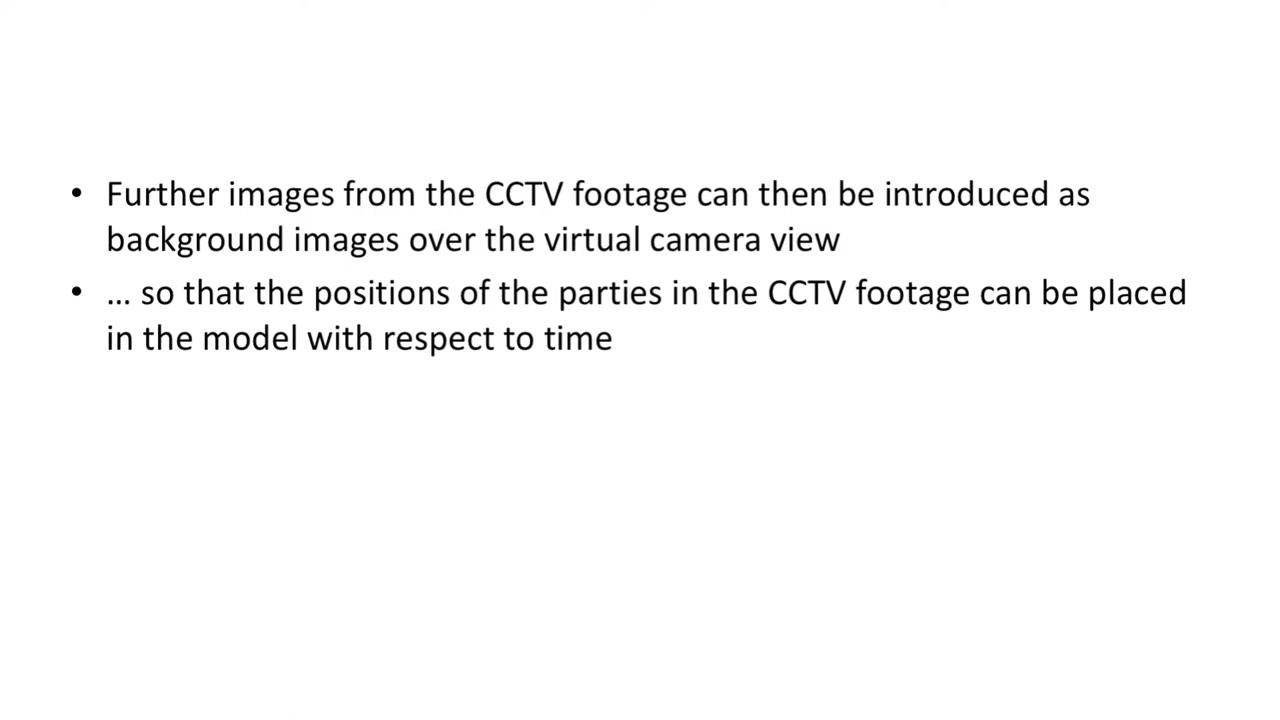 • Further images from the CCTV footage can then be introduced as
background images over the virtual camera view
• … so that the positions of the parties in the CCTV footage can be placed
in the model with respect to time